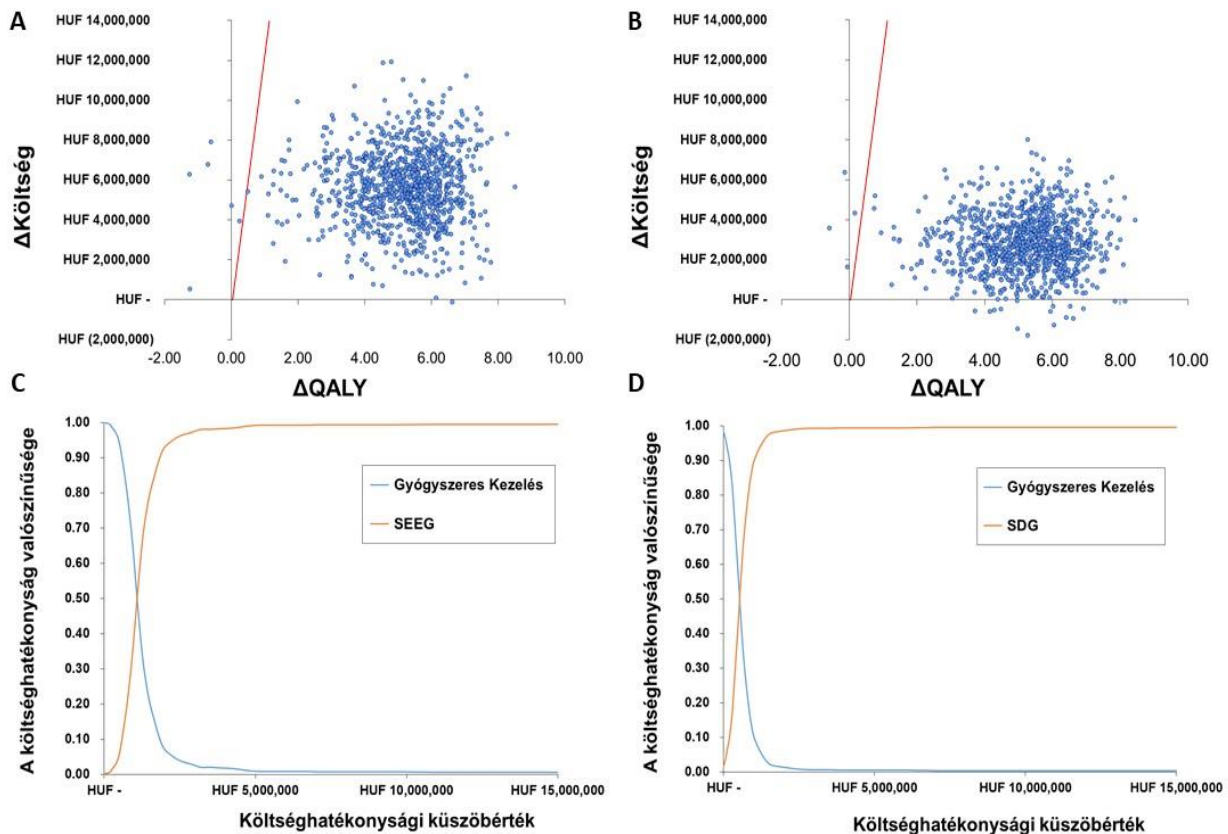 A
HUF 14,000,000
HUF 12,000,000
HUF 10,000,000
HUF 8,000,000
HUF 6,000,000
HUF 4,000,000
HUF 2,000,000
HUF -
HUF (2,000,000)
ΔKöltség
-2.00 0.00 2.00 4.00 6.00 8.00 10.00
ΔQALY
B
HUF 14,000,000
HUF 12,000,000
HUF 10,000,000
HUF 8,000,000
HUF 6,000,000
HUF 4,000,000
HUF 2,000,000
HUF -
HUF (2,000,000)
ΔKöltség
-2.00 0.00 2.00 4.00 6.00 8.00 10.00
ΔQALY
C
A költséghatékonyság valószínűsége
1.00
0.90
0.80
0.70
0.60
0.50
0.40
0.30
0.20
0.10
0.00
Gyógyszeres Kezelés
SEEG
HUF - HUF 5,000,000 HUF 10,000,000 HUF 15,000,000
Költséghatékonysági küszöbérték
D
A költséghatékonyság valószínűsége
1.00
0.90
0.80
0.70
0.60
0.50
0.40
0.30
0.20
0.10
0.00
Gyógyszeres Kezelés
SDG
HUF - HUF 5,000,000 HUF 10,000,000 HUF 15,000,000
Költséghatékonysági küszöbérték